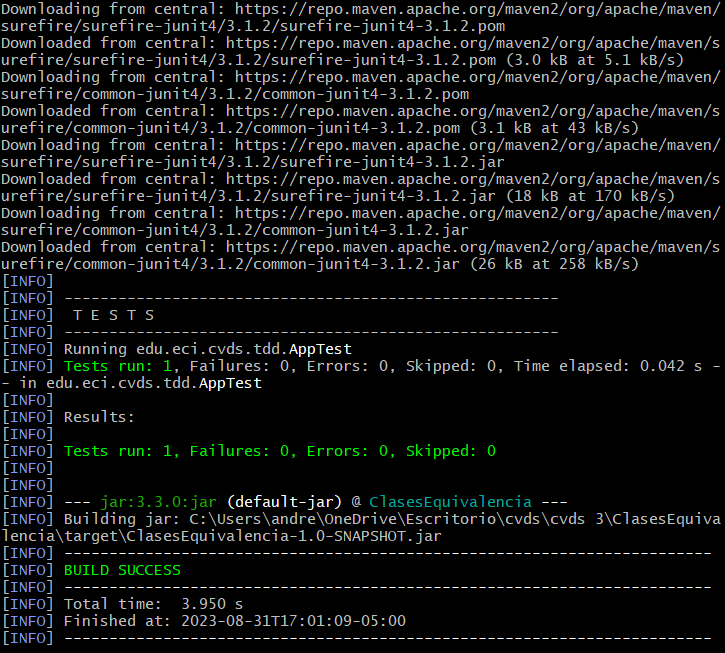 Downloading from central: https://repo.maven.apache.org/maven2/org/apache/maven/
surefire/surefire-junit4/3.1.2/surefire-junit4-3.1.2.pom
Downloaded from central: https://repo.maven.apache.org/maven2/org/apache/maven/s
urefire/surefire-junit4/3.1.2/surefire-junit4-3.1.2.pom (3.0 kB at 5.1 kB/s)
Downloading from central: https://repo.maven.apache.org/maven2/org/apache/maven/
surefire/common-junit4/3.1.2/common-junit4-3.1.2.pom
Downloaded from central: https://repo.maven.apache.org/maven2/org/apache/maven/s
urefire/common-junit4/3.1.2/common-junit4-3.1.2.pom (3.1 kB at 43 kB/s)
Downloading from central: https://repo.maven.apache.org/maven2/org/apache/maven/
surefire/surefire-junit4/3.1.2/surefire-junit4-3.1.2.jar
Downloaded from central: https://repo.maven.apache.org/maven2/org/apache/maven/s
urefire/surefire-junit4/3.1.2/surefire-junit4-3.1.2.jar (18 kB at 170 kB/s)
Downloading from central: https://repo.maven.apache.org/maven2/org/apache/maven/
surefire/common-junit4/3.1.2/common-junit4-3.1.2.jar
Downloaded from central: https://repo.maven.apache.org/maven2/org/apache/maven/s
urefire/common-junit4/3.1.2/common-junit4-3.1.2.jar (26 kB at 258 kB/s)
[INFO]
[INFO] -------------------------------------------------------
[INFO]  T E S T S
[INFO] -------------------------------------------------------
[INFO] Running edu.eci.cvds.tdd.AppTest
[INFO] Tests run: 1, Failures: 0, Errors: 0, Skipped: 0, Time elapsed: 0.042 s -
- in edu.eci.cvds.tdd.AppTest
[INFO]
[INFO] Results:
[INFO]
[INFO] Tests run: 1, Failures: 0, Errors: 0, Skipped: 0
[INFO]
[INFO]
[INFO] --- jar:3.3.0:jar (default-jar) @ ClasesEquivalencia ---
[INFO] Building jar: C:\Users\andre\OneDrive\Escritorio\cvds\cvds 3\ClasesEquiva
lencia\target\ClasesEquivalencia-1.0-SNAPSHOT.jar
[INFO] ------------------------------------------------------------------------
[INFO] BUILD SUCCESS
[INFO] ------------------------------------------------------------------------
[INFO] Total time:  3.950 s
[INFO] Finished at: 2023-08-31T17:01:09-05:00
[INFO] ------------------------------------------------------------------------